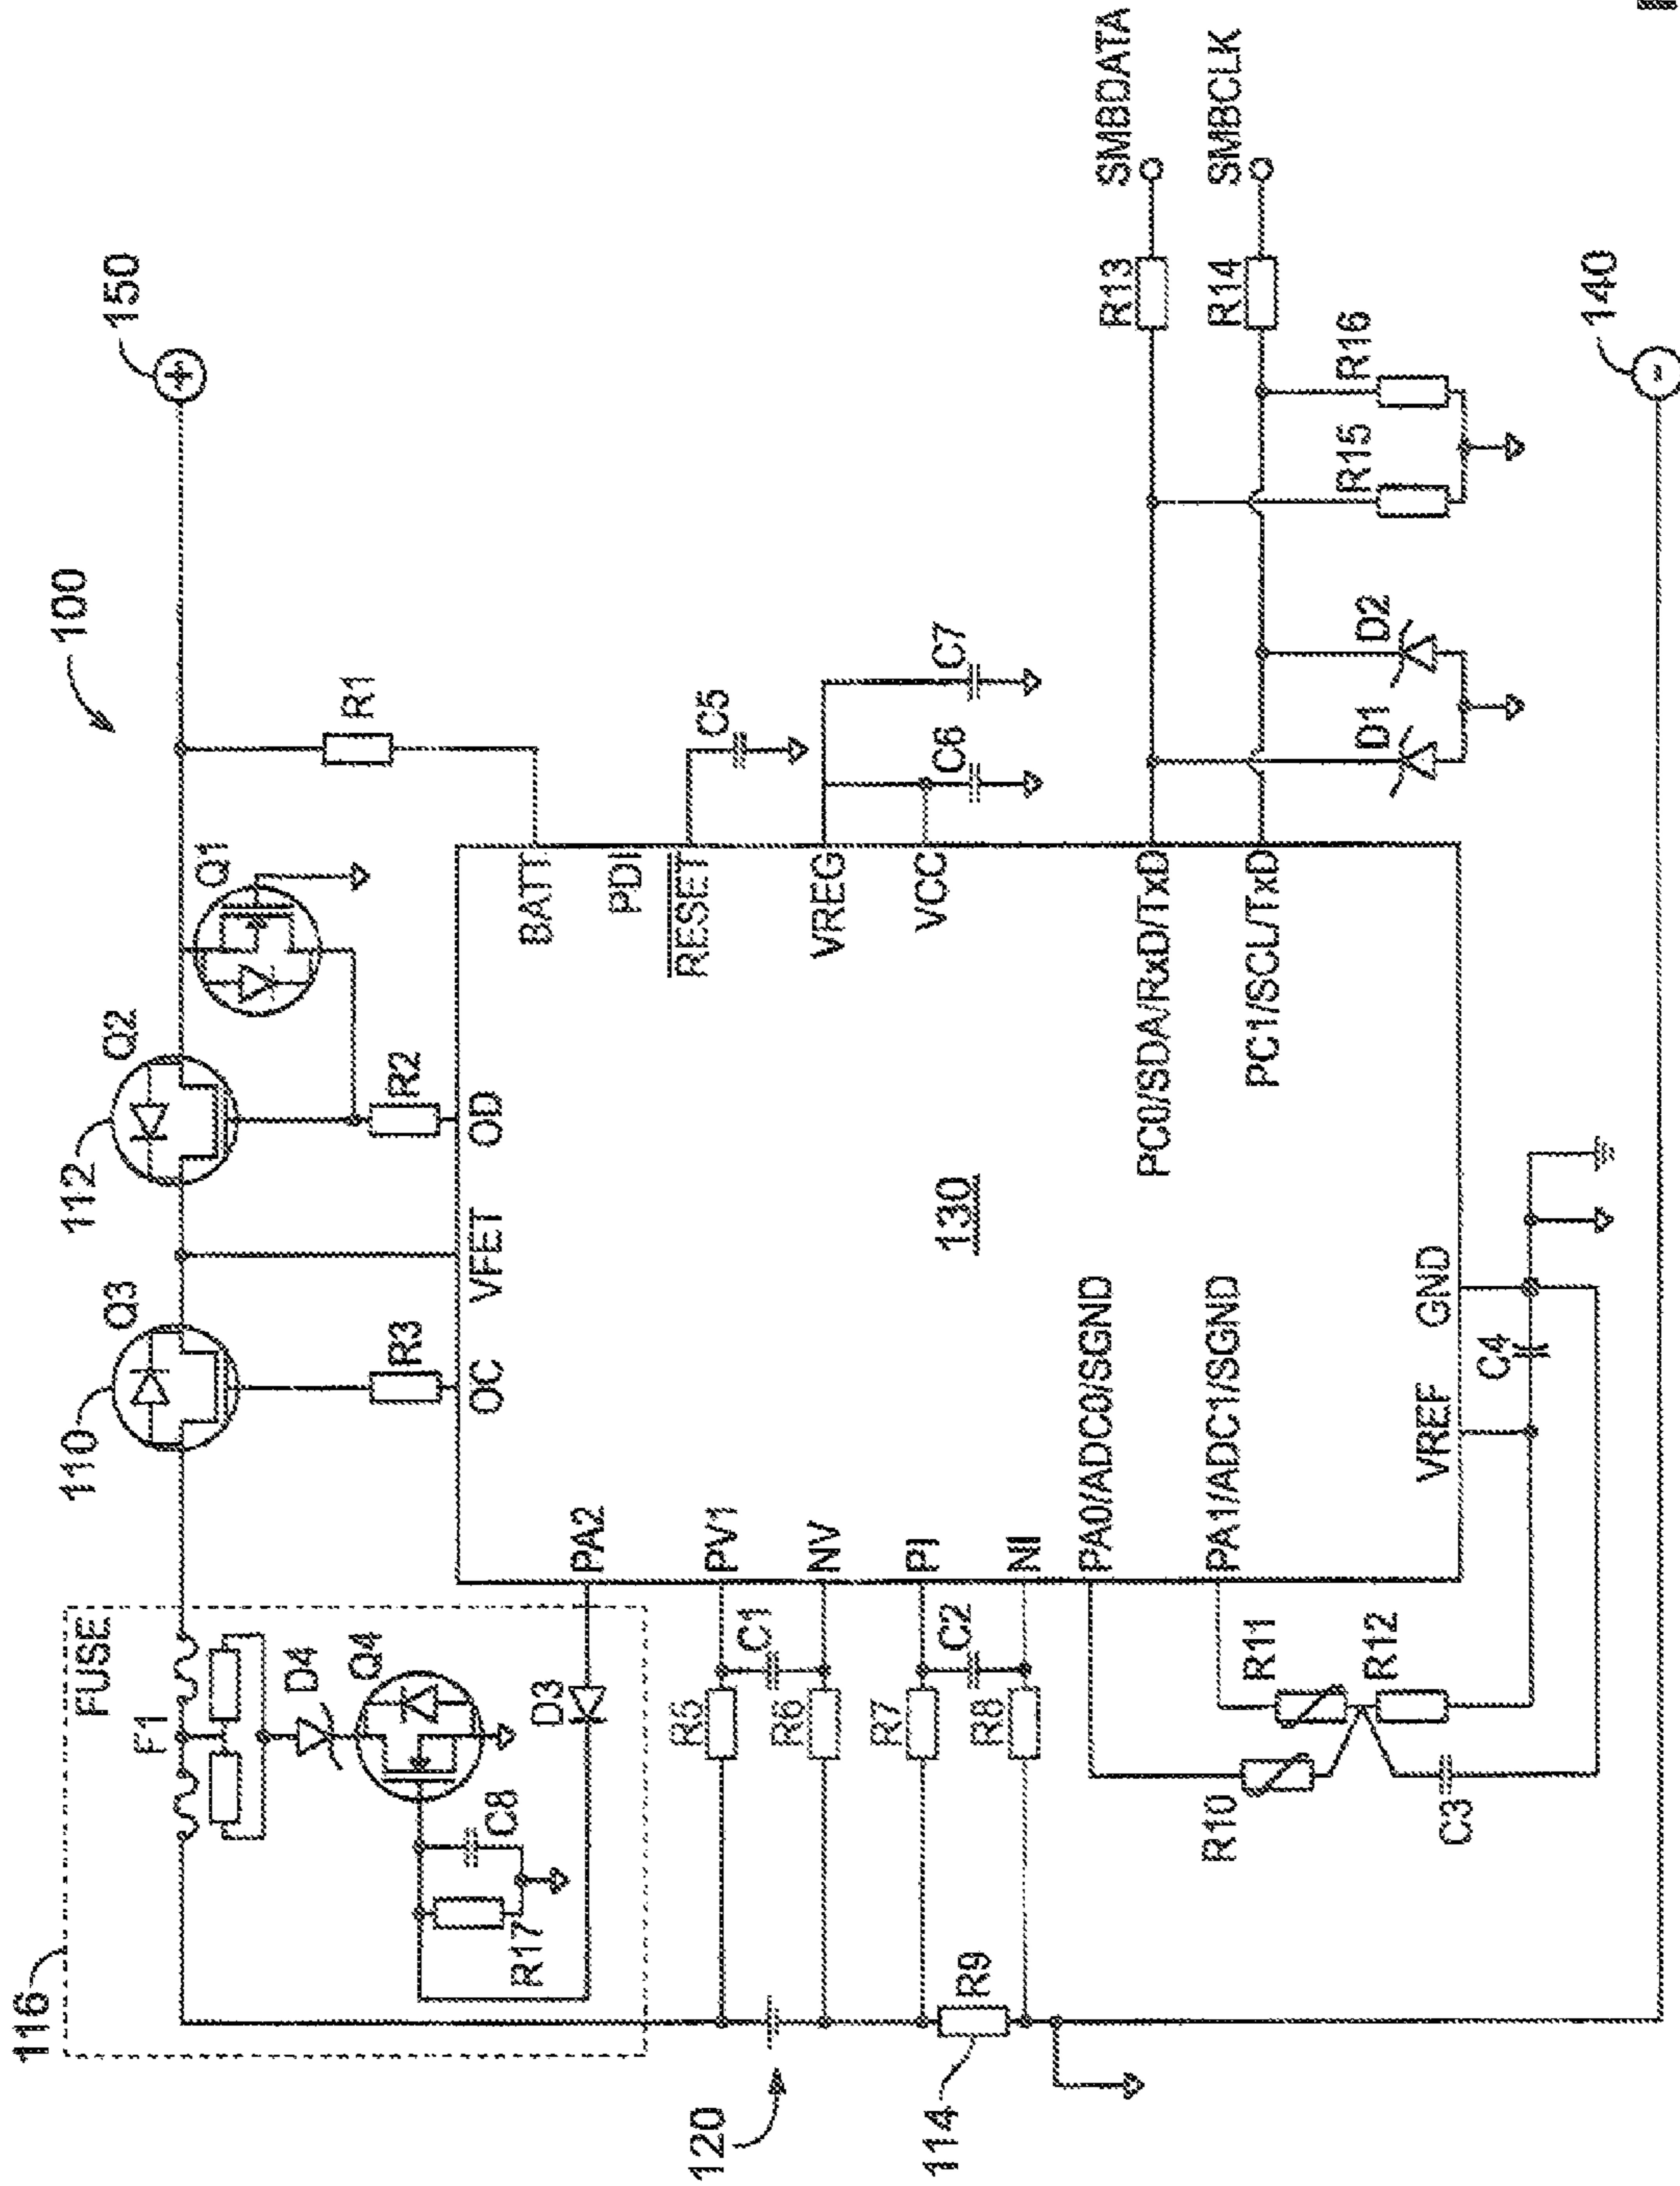 100
116
FUSE
F1
D4
Q4
C8
R17
D3
110
Q3
R3
112
Q2
R2
Q1
R1
150
+
OC
VFET
OD
PA2
PV1
NV
PI
NI
PA0/ADC0/SGND
PA1/ADC1/SGND
VREF
GND
130
BATT
PDI
RESET
VREG
VCC
PC0/SDA/RxD/TxD
PC1/SCL/TxD
C5
C6
C7
R13
R14
SMBDATA
SMBCLK
R15
R16
D1
D2
R5
C1
R6
R7
C2
R8
120
114
R9
R10
R11
R12
C3
C4
140
-